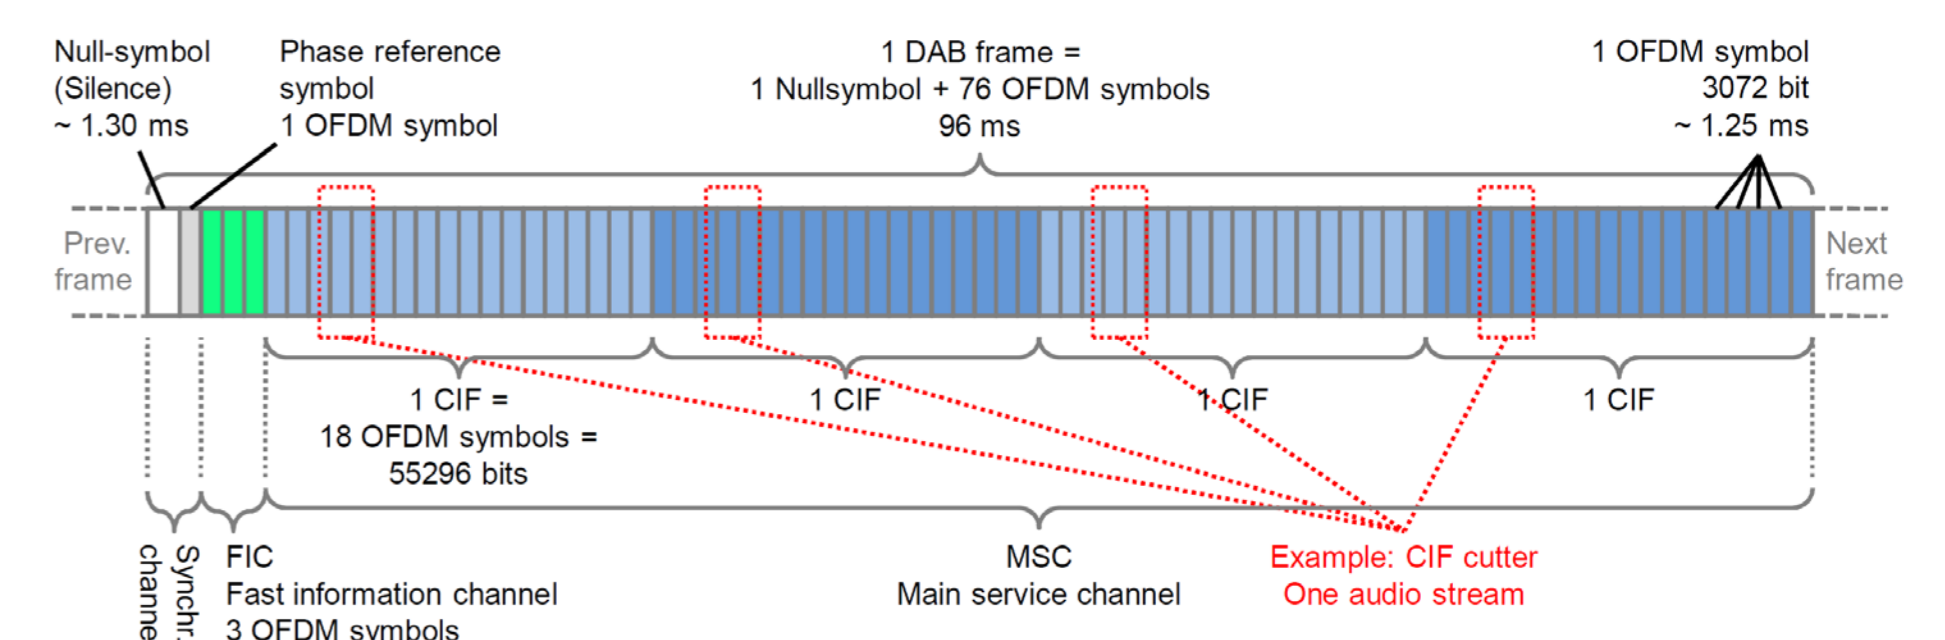 Null-symbol
(Silence)
~ 1.30 ms
Phase reference
symbol
1 OFDM symbol
1 DAB frame =
1 Nullsymbol + 76 OFDM symbols
96 ms
1 OFDM symbol
3072 bit
~ 1.25 ms
Prev.
frame
Next
frame
1 CIF =
18 OFDM symbols =
55296 bits
1 CIF
1 CIF
1 CIF
Synchr.
channe
FIC
Fast information channel
3 OFDM symbols
MSC
Main service channel
Example: CIF cutter
One audio stream